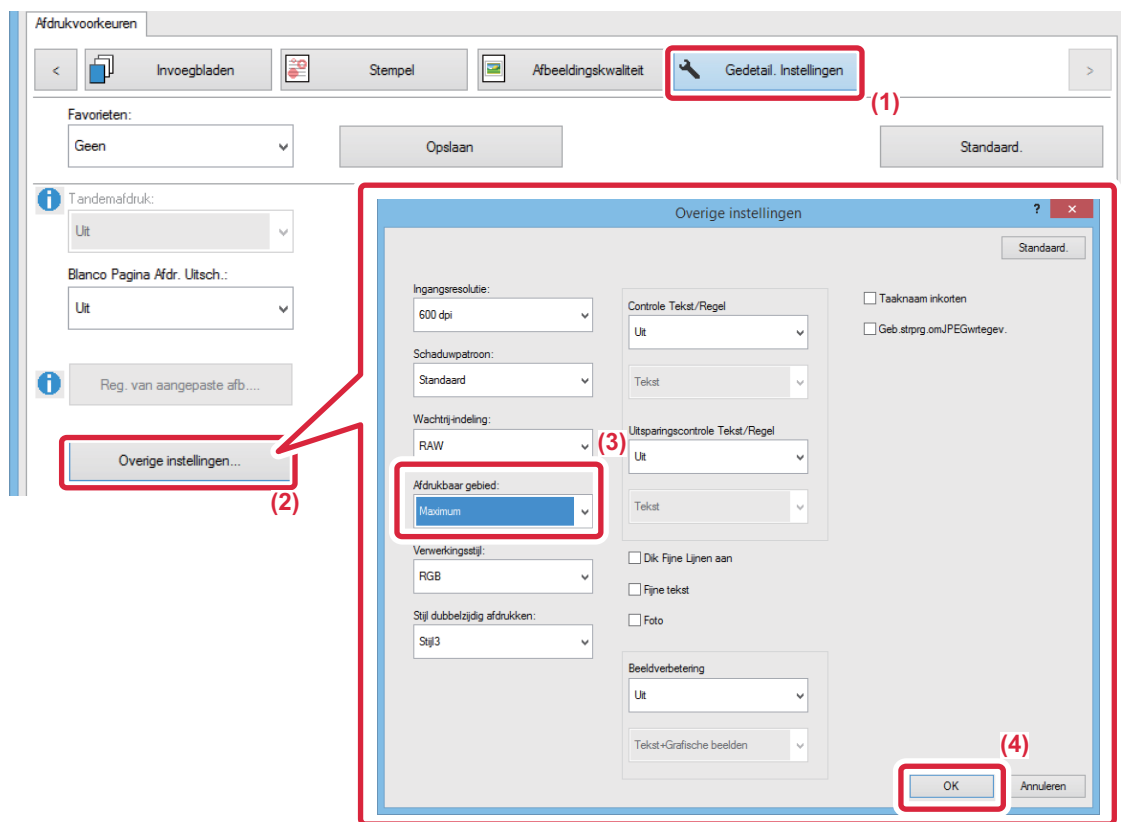 Afdrukvoorkeuren
< Invoegbladen Stempel Afbeeldingskwaliteit Gedetail. Instellingen >
(1)
Favorieten:
Geen Opslaan Standaard.
Tandemafdruk:
Uit
Blanco Pagina Afdr. Uitsch.:
Uit
Reg. van aangepaste afb....
Overige instellingen...
(2)
Overige instellingen ? ×
Standaard.
Ingangsresolutie:
600 dpi
Schaduwpatroon:
Standaard
Wachtrij-indeling:
RAW
(3)
Afdrukbaar gebied:
Maximum
Verwerkingsstijl:
RGB
Stijl dubbelzijdig afdrukken:
Stijl3
Controle Tekst/Regel
Uit
Tekst
Uitsparingscontrole Tekst/Regel
Uit
Tekst
Dik Fijne Lijnen aan
Fijne tekst
Foto
Beeldverbetering
Uit
Tekst+Grafische beelden
Taaknaam inkorten
Geb.strprg.omJPEGwrtegev.
(4)
OK Annuleren